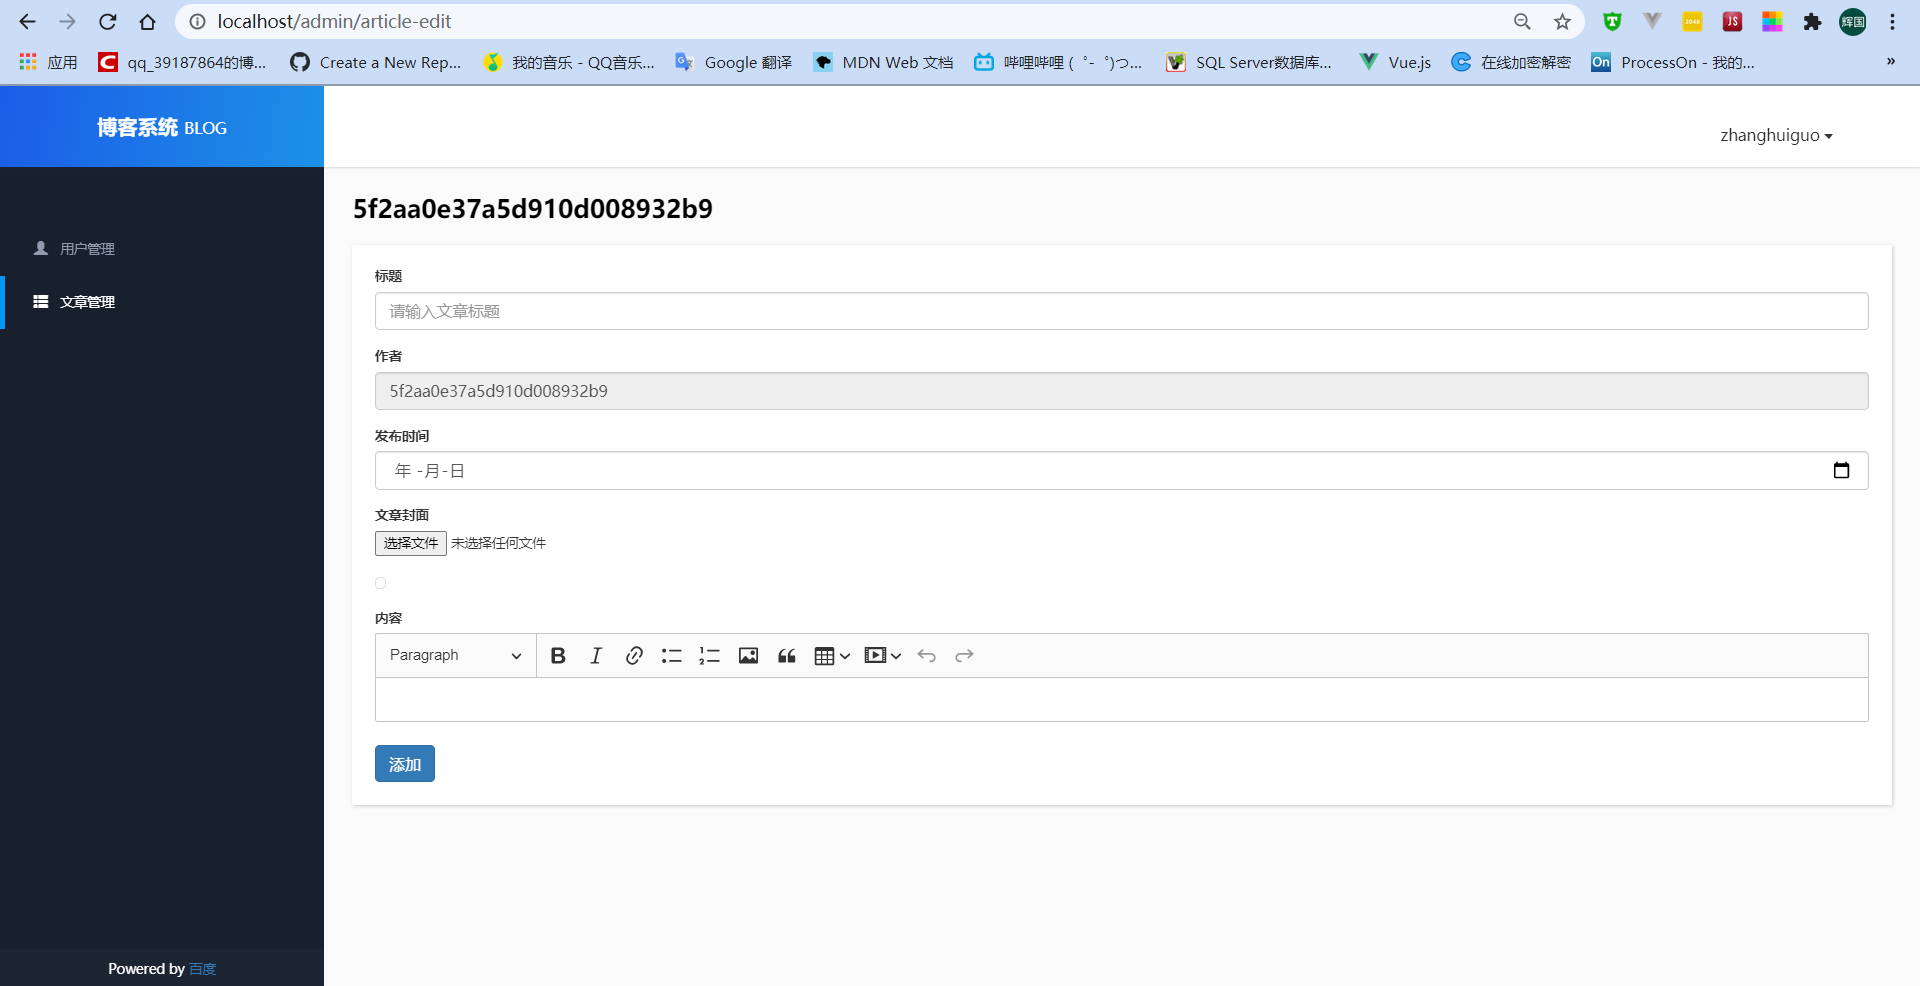 localhost/admin/article-edit
2048
JS
辉国
应用
qq_39187864的博...
Create a New Rep...
我的音乐 - QQ音乐...
Google 翻译
MDN Web 文档
哔哩哔哩 (゜-゜)つ...
SQL Server数据库...
Vue.js
在线加密解密
On
ProcessOn - 我的...
»
博客系统 BLOG
zhanghuiguo
用户管理
文章管理
5f2aa0e37a5d910d008932b9
标题
请输入文章标题
作者
5f2aa0e37a5d910d008932b9
发布时间
年 -月-日
文章封面
选择文件 未选择任何文件
内容
Paragraph
添加
Powered by 百度